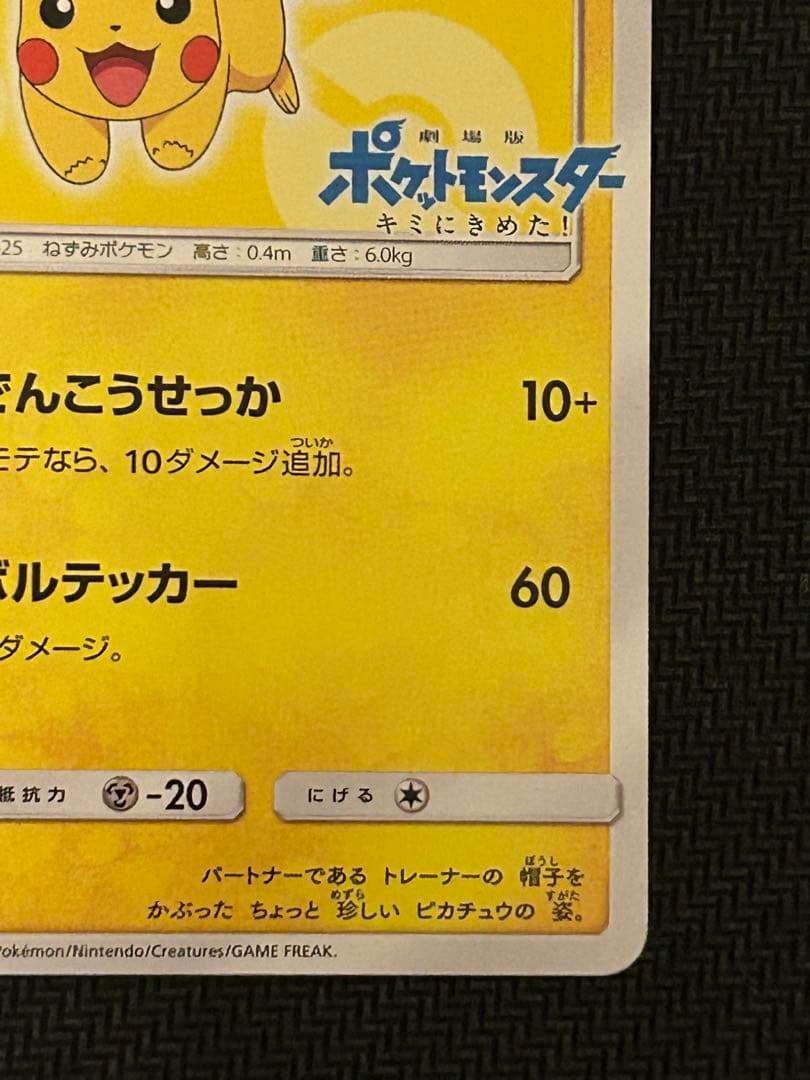 劇場版
ポケットモンスター
キミにきめた!
25 ねずみポケモン 高さ:0.4m 重さ:6.0kg
でんこうせっか 10+
モテなら、10ダメージ追加。
ついか
ボルテッカー 60
ダメージ。
抵抗力 -20 にげる
パートナーである トレーナーの 帽子を
ぼうし
かぶった ちょっと 珍しい ピカチュウの 姿。
めずら すがた
Pokémon/Nintendo/Creatures/GAME FREAK.